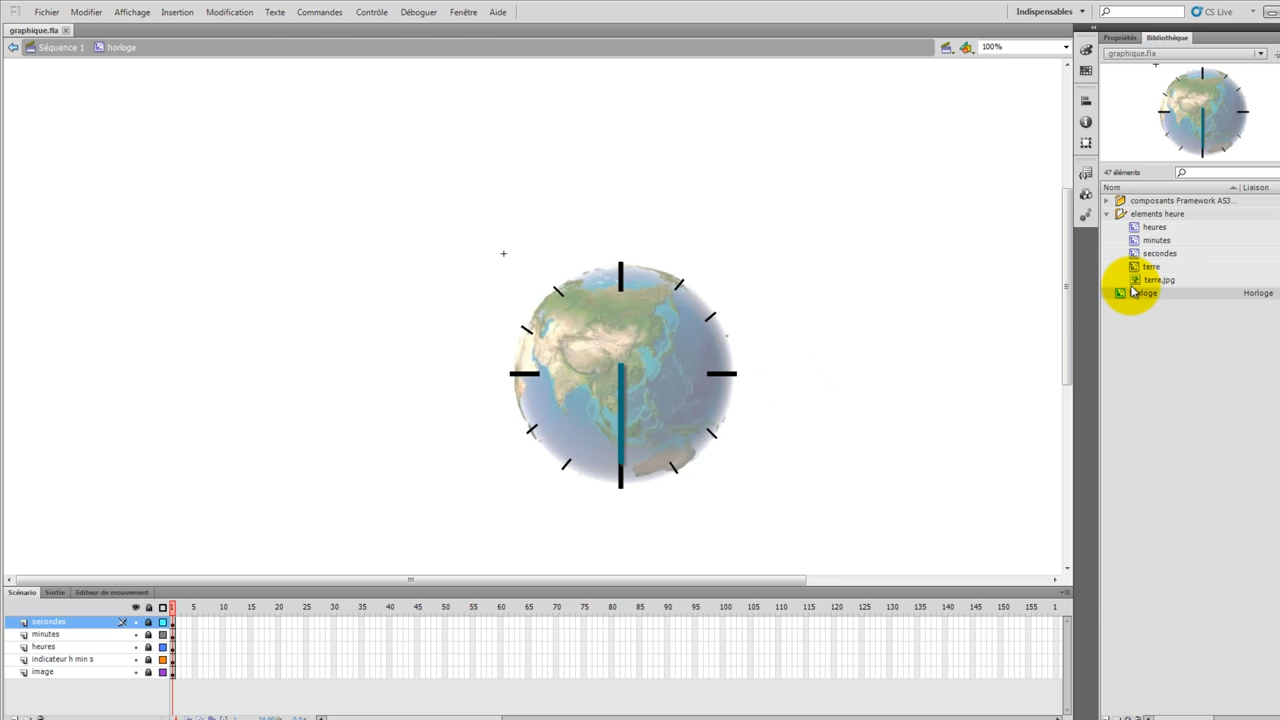 Fl Fichier Modifier Affichage Insertion Modification Texte Commandes Contrôle Déboguer Fenêtre Aide Indispensables CS Live
graphique.fla
Séquence 1 horloge 100%
Propriétés Bibliothèque
graphique.fla
47 éléments
Nom Liaison
composants Framework AS3...
elements heure
heures
minutes
secondes
terre
terre.jpg
Horloge
Scénario Sortie Editeur de mouvement
1 5 10 15 20 25 30 35 40 45 50 55 60 65 70 75 80 85 90 95 100 105 110 115 120 125 130 135 140 145 150 155 1
secondes
minutes
heures
indicateur h min s
image